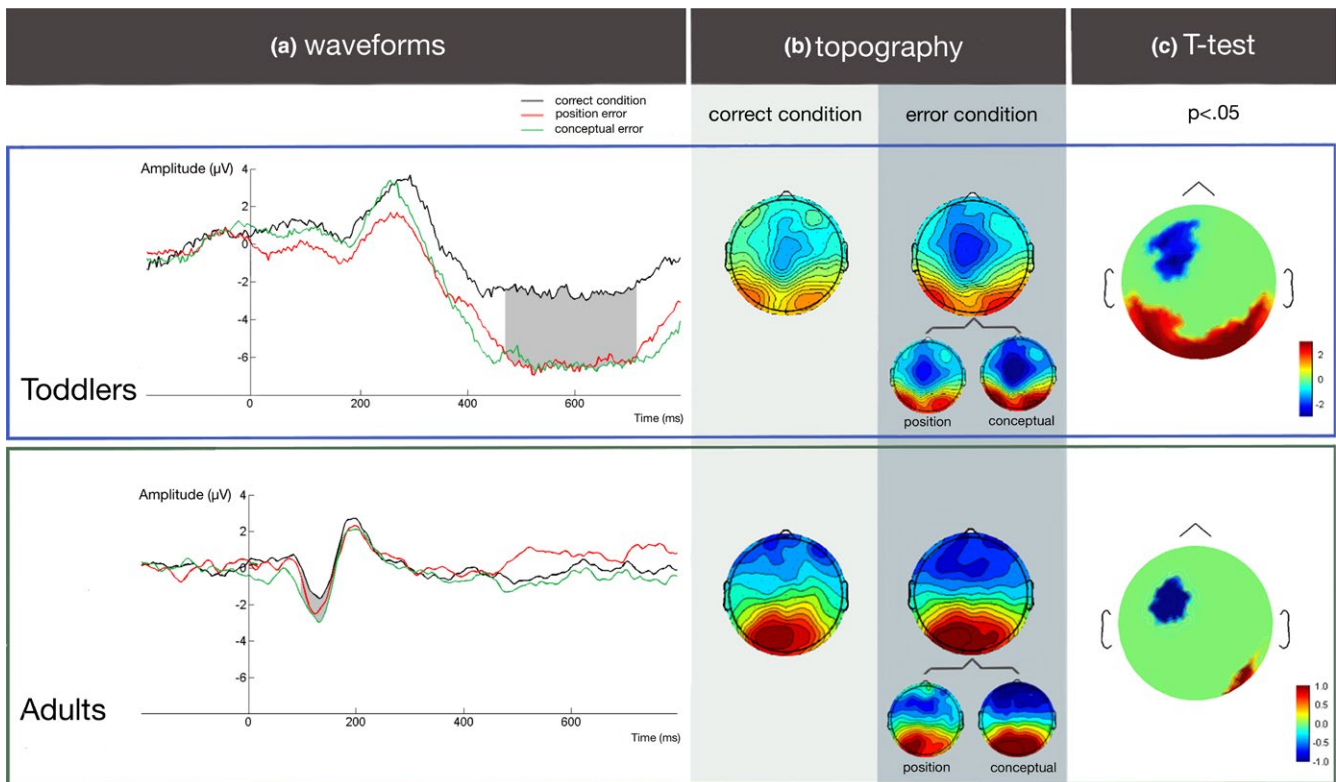 (a) waveforms
(b) topography
(c) T-test
correct condition
position error
conceptual error
correct condition
error condition
p<.05
Amplitude (µV)
4
2
0
-2
-4
-6
0
200
400
600
Time (ms)
Toddlers
position
conceptual
2
0
-2
Amplitude (µV)
4
2
0
-2
-4
-6
0
200
400
600
Time (ms)
Adults
position
conceptual
1.0
0.5
0.0
-0.5
-1.0